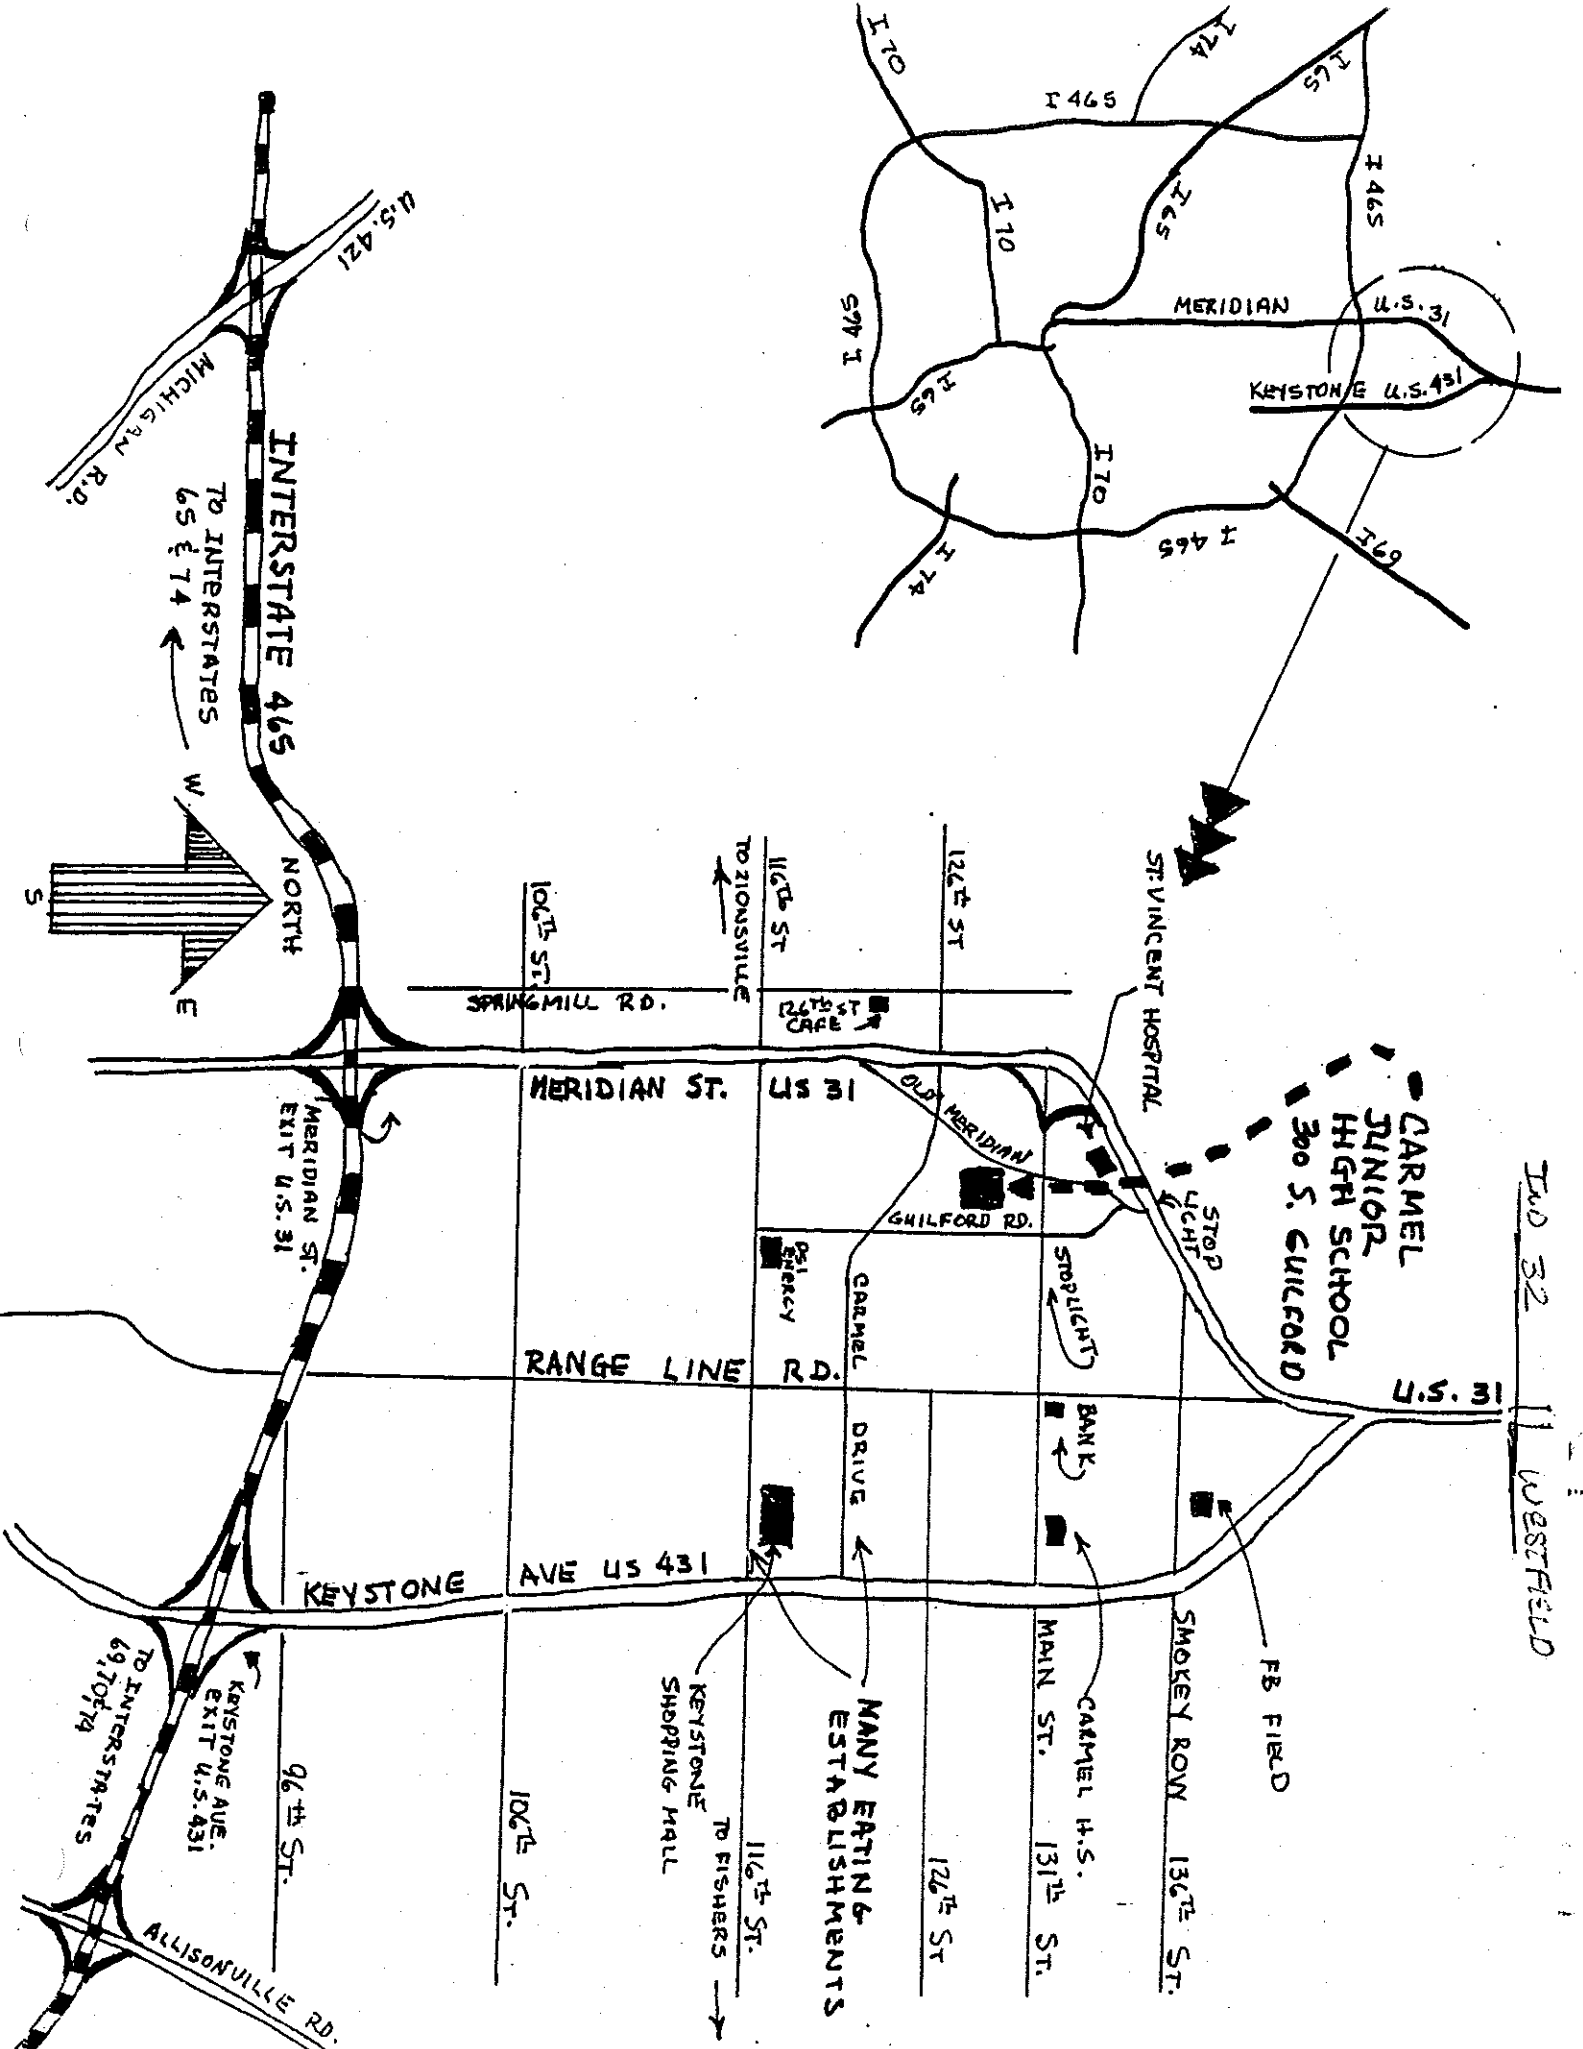 I 70
I 74
I 65
I 465
I 465
I 70
I 65
I 465
MERIDIAN
U.S. 31
KEYSTONE U.S. 431
I 65
I 70
I 465
I 69
I 74
U.S. 421
MICHIGAN R.D.
INTERSTATE 465
TO INTERSTATES
65 & 74
W
NORTH
S
E
126th ST
116Th ST
TO ZIONSVILLE
106Th ST.
ST. VINCENT HOSPITAL
SPRINGMILL RD.
126Th ST
CAFE
MERIDIAN ST. US 31
OLD MERIDIAN
MERIDIAN ST.
EXIT U.S. 31
CARMEL
JUNIOR
HIGH SCHOOL
300 S. GUILFORD
IND 32
WESTFIELD
STOP
LIGHT
GUILFORD RD.
STOPLIGHT
PSI
ENERGY
CARMEL DRIVE
RANGE LINE RD.
U.S. 31
BANK
KEYSTONE AVE US 431
FB FIELD
SMOKEY ROW 136Th ST.
CARMEL H.S.
MAIN ST. 131Th ST.
126Th ST
MANY EATING
ESTABLISHMENTS
116Th ST.
TO FISHERS
KEYSTONE
SHOPPING MALL
106Th ST.
96Th ST.
KEYSTONE AVE.
EXIT U.S. 431
TO INTERSTATES
69, 70 & 74
ALLISONVILLE RD.